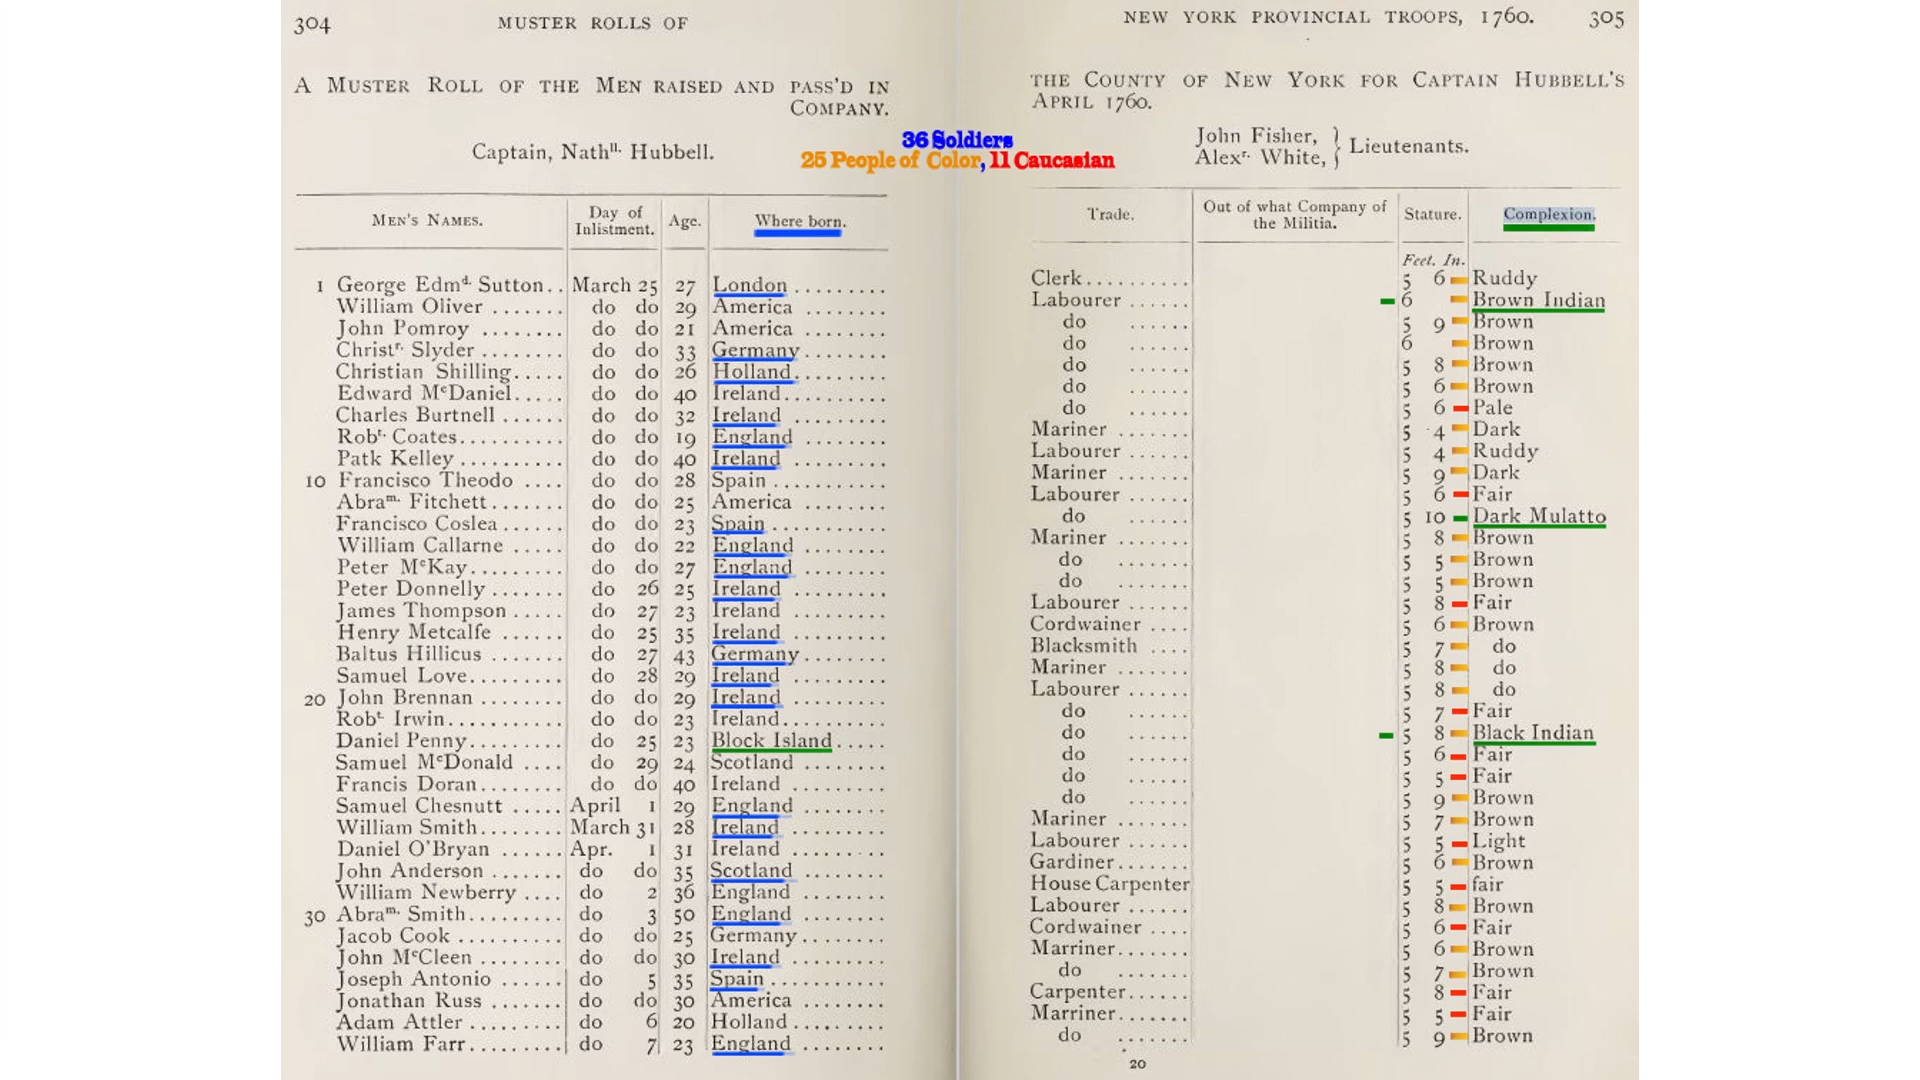 304 MUSTER ROLLS OF
A MUSTER ROLL OF THE MEN RAISED AND PASS'D IN
COMPANY.
Captain, Nathll. Hubbell.
MEN'S NAMES. Day of Inlistment. Age. Where born.
1 George Edmd. Sutton.. March 25 27 London
William Oliver do do 29 America
John Pomroy do do 21 America
Christr. Slyder do do 33 Germany
Christian Shilling do do 26 Holland
Edward McDaniel do do 40 Ireland
Charles Burtnell do do 32 Ireland
Robt. Coates do do 19 England
Patk Kelley do do 40 Ireland
10 Francisco Theodo do do 28 Spain
Abram. Fitchett do do 25 America
Francisco Coslea do do 23 Spain
William Callarne do do 22 England
Peter McKay do do 27 England
Peter Donnelly do 26 25 Ireland
James Thompson do 27 23 Ireland
Henry Metcalfe do 25 35 Ireland
Baltus Hillicus do 27 43 Germany
Samuel Love do 28 29 Ireland
20 John Brennan do do 29 Ireland
Robt. Irwin do do 23 Ireland
Daniel Penny do 25 23 Block Island
Samuel McDonald do 29 24 Scotland
Francis Doran do do 40 Ireland
Samuel Chesnutt April 1 29 England
William Smith March 31 28 Ireland
Daniel O'Bryan Apr. 1 31 Ireland
John Anderson do do 35 Scotland
William Newberry do 2 36 England
30 Abram. Smith do 3 50 England
Jacob Cook do do 25 Germany
John McCleen do do 30 Ireland
Joseph Antonio do 5 35 Spain
Jonathan Russ do do 30 America
Adam Attler do 6 20 Holland
William Farr do 7 23 England
36 Soldiers
25 People of Color, 11 Caucasian
NEW YORK PROVINCIAL TROOPS, 1760. 305
THE COUNTY OF NEW YORK FOR CAPTAIN HUBBELL'S
APRIL 1760.
John Fisher,
Alexr. White, } Lieutenants.
Trade. Out of what Company of the Militia. Stature. Complexion.
Feet. In.
Clerk 5 6 Ruddy
Labourer 6 Brown Indian
do 5 9 Brown
do 6 Brown
do 5 8 Brown
do 5 6 Brown
do 5 6 Pale
Mariner 5 4 Dark
Labourer 5 4 Ruddy
Mariner 5 9 Dark
Labourer 5 6 Fair
do 5 10 Dark Mulatto
Mariner 5 8 Brown
do 5 5 Brown
do 5 5 Brown
Labourer 5 8 Fair
Cordwainer 5 6 Brown
Blacksmith 5 7 do
Mariner 5 8 do
Labourer 5 8 do
do 5 7 Fair
do 5 8 Black Indian
do 5 6 Fair
do 5 5 Fair
do 5 9 Brown
Mariner 5 7 Brown
Labourer 5 5 Light
Gardiner 5 6 Brown
House Carpenter 5 5 fair
Labourer 5 8 Brown
Cordwainer 5 6 Fair
Marriner 5 6 Brown
do 5 7 Brown
Carpenter 5 8 Fair
Marriner 5 5 Fair
do 5 9 Brown
20